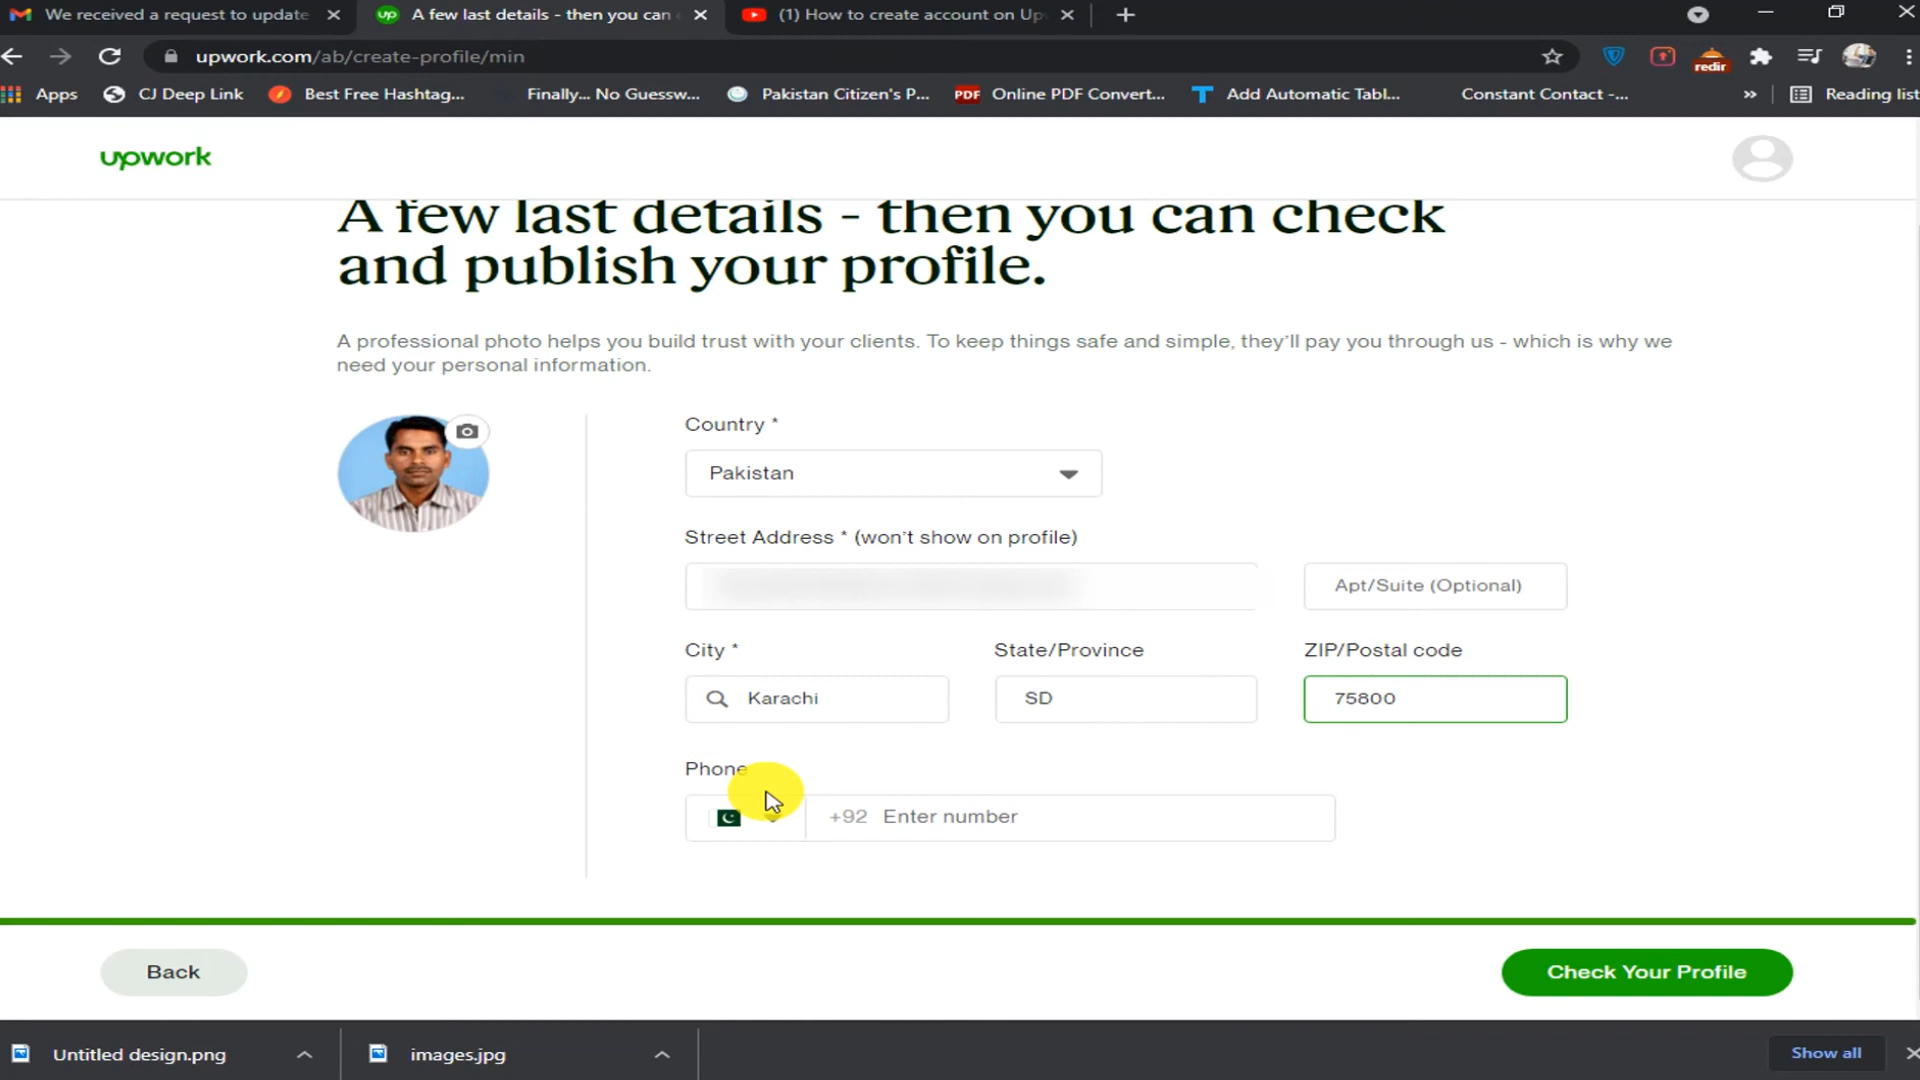 We received a request to update
A few last details - then you can
(1) How to create account on Up
upwork.com/ab/create-profile/min
redir
Apps
CJ Deep Link
Best Free Hashtag...
Finally... No Guessw...
Pakistan Citizen's P...
PDF
Online PDF Convert...
Add Automatic Tabl...
Constant Contact -...
»
Reading list
upwork
A few last details - then you can check
and publish your profile.
A professional photo helps you build trust with your clients. To keep things safe and simple, they'll pay you through us - which is why we
need your personal information.
Country *
Pakistan
Street Address * (won't show on profile)
Apt/Suite (Optional)
City *
State/Province
ZIP/Postal code
Karachi
SD
75800
Phone
+92 Enter number
Back
Check Your Profile
Untitled design.png
images.jpg
Show all